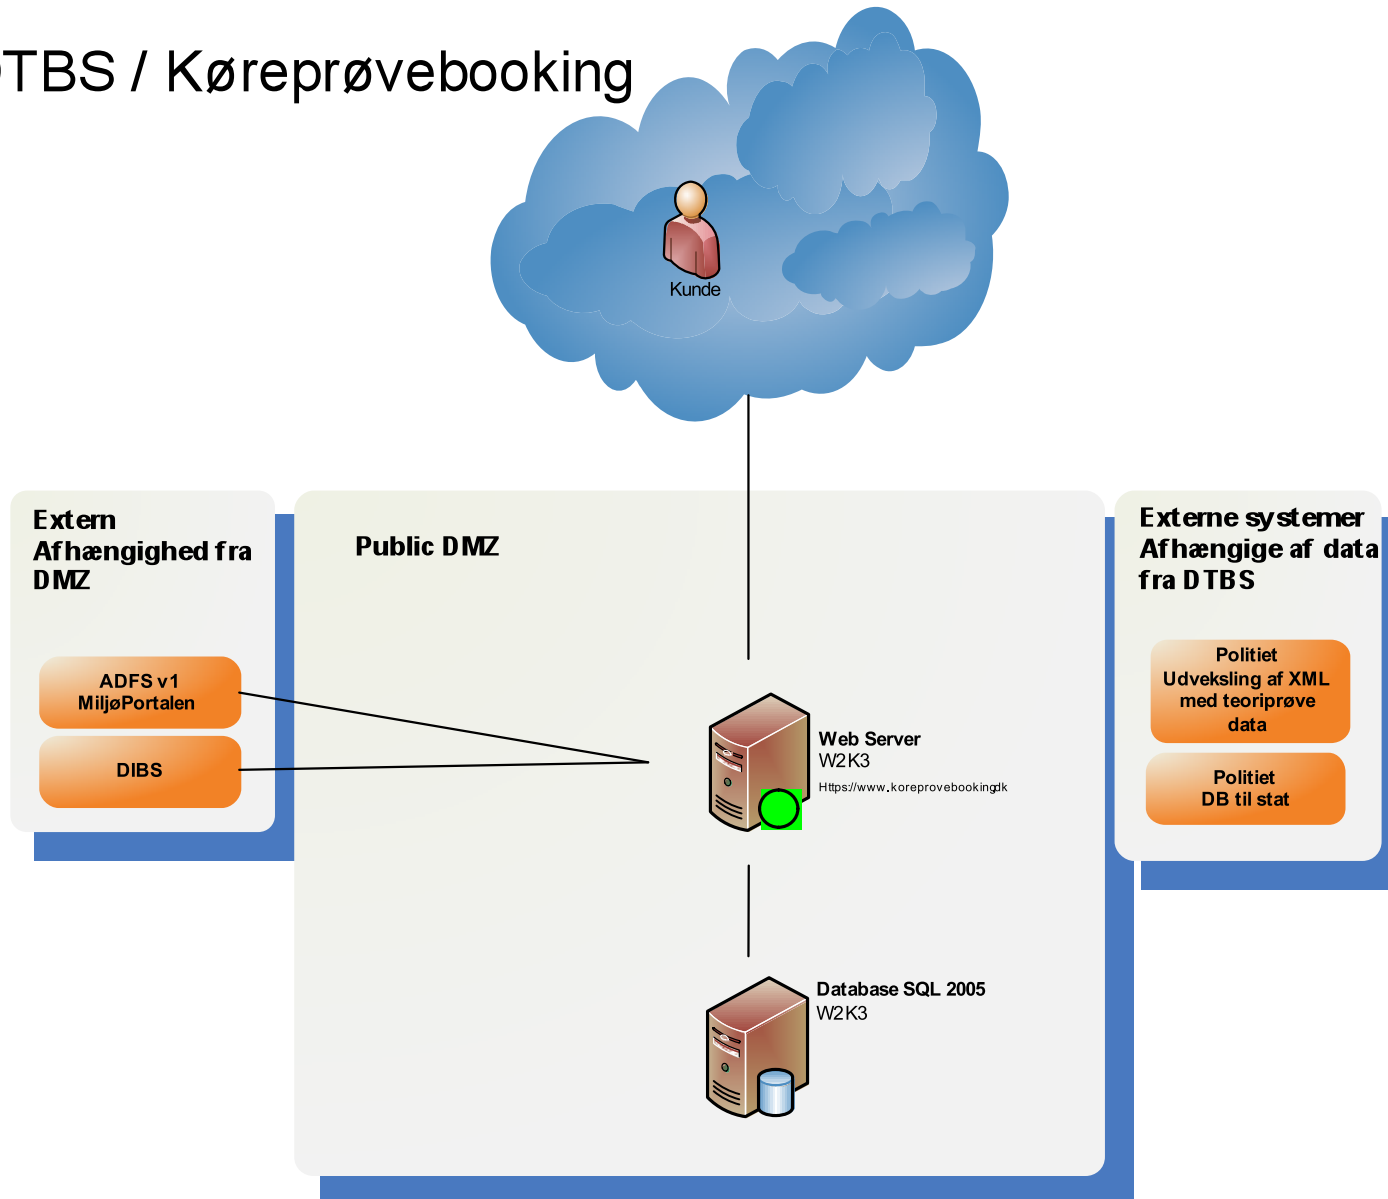 DTBS / Køreprøvebooking
Kunde
Extern
Afhængighed fra
DMZ
ADFS v1
MiljøPortalen
DIBS
Public DMZ
Web Server
W2K3
Https://www.koreprovebooking.dk
Database SQL 2005
W2K3
Externe systemer
Afhængige af data
fra DTBS
Politiet
Udveksling af XML
med teoriprøve
data
Politiet
DB til stat